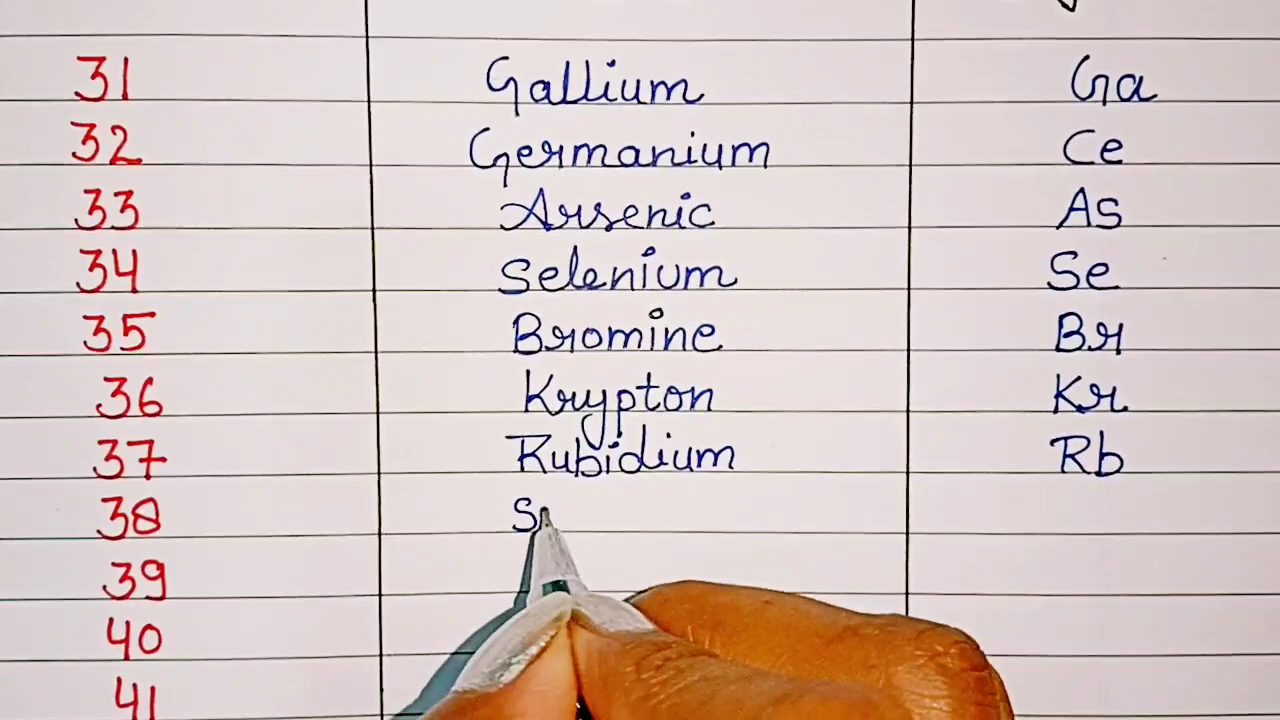 31 Gallium Ga
32 Germanium Ce
33 Arsenic As
34 Selenium Se
35 Bromine Br
36 Krypton Kr
37 Rubidium Rb
38 S
39
40
41